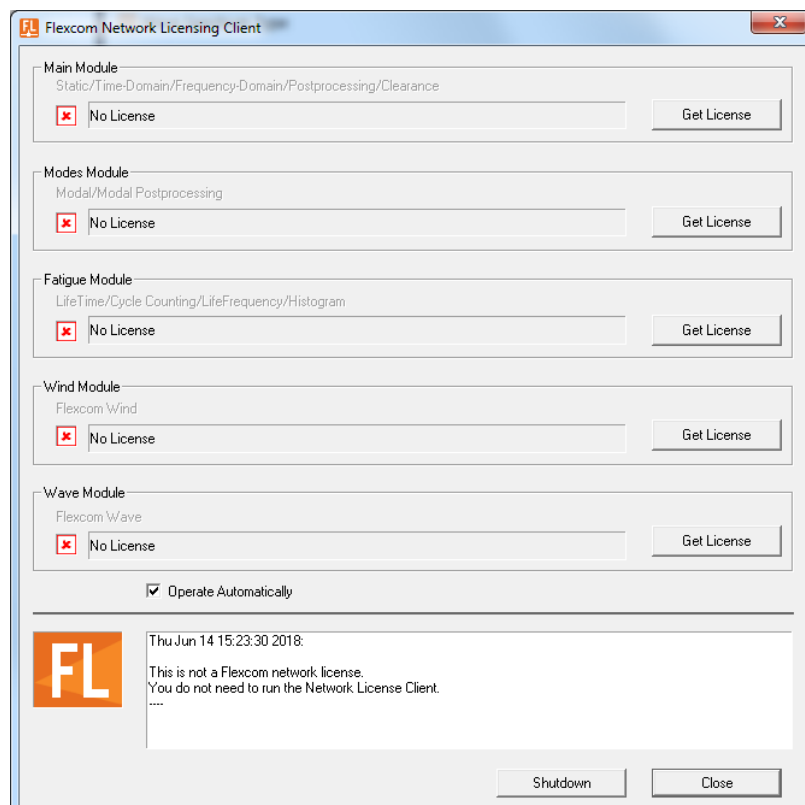 FL Flexcom Network Licensing Client
Main Module
Static/Time-Domain/Frequency-Domain/Postprocessing/Clearance
No License
Get License
Modes Module
Modal/Modal Postprocessing
No License
Get License
Fatigue Module
LifeTime/Cycle Counting/LifeFrequency/Histogram
No License
Get License
Wind Module
Flexcom Wind
No License
Get License
Wave Module
Flexcom Wave
No License
Get License
Operate Automatically
FL
Thu Jun 14 15:23:30 2018:
This is not a Flexcom network license.
You do not need to run the Network License Client.
----
Shutdown
Close